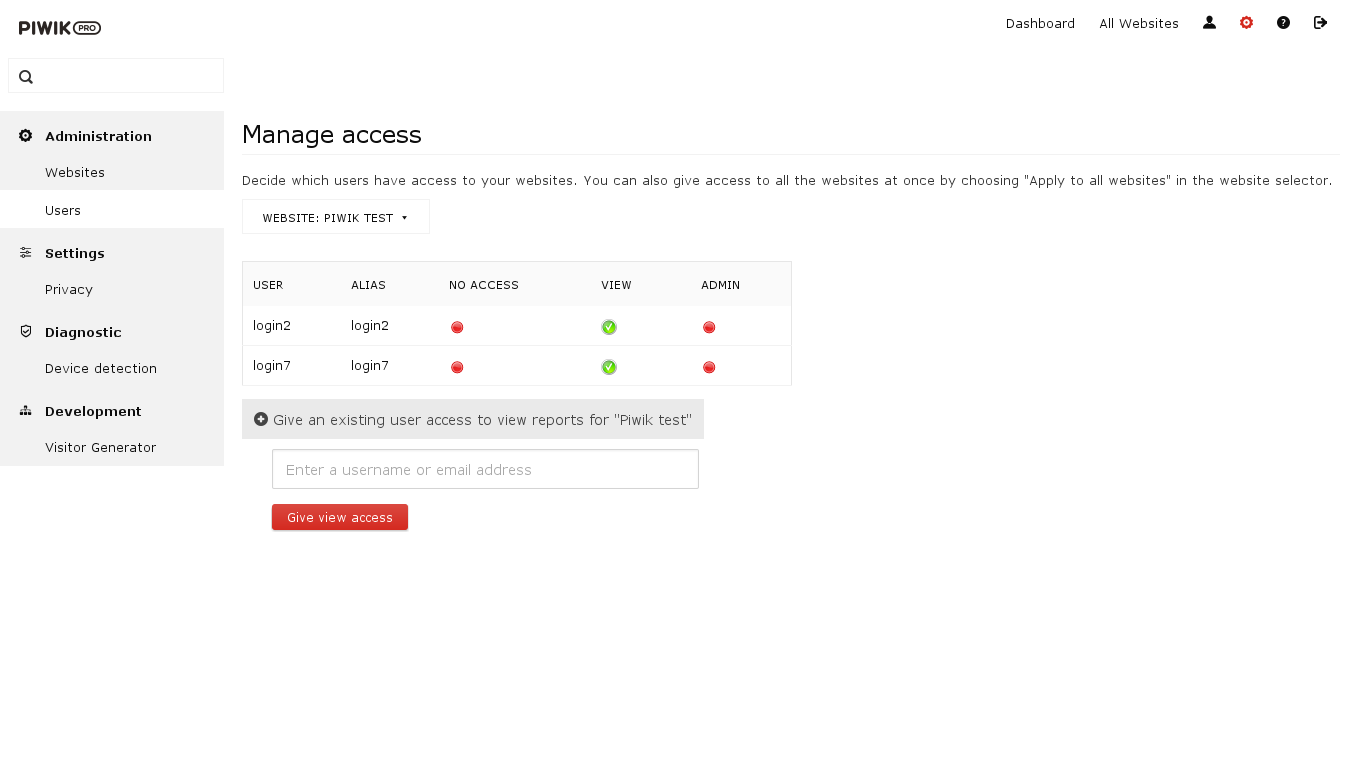 PIWIK PRO
Dashboard All Websites
Administration
Websites
Users
Settings
Privacy
Diagnostic
Device detection
Development
Visitor Generator
Manage access
Decide which users have access to your websites. You can also give access to all the websites at once by choosing "Apply to all websites" in the website selector.
WEBSITE: PIWIK TEST
USER ALIAS NO ACCESS VIEW ADMIN
login2 login2
login7 login7
Give an existing user access to view reports for "Piwik test"
Enter a username or email address
Give view access